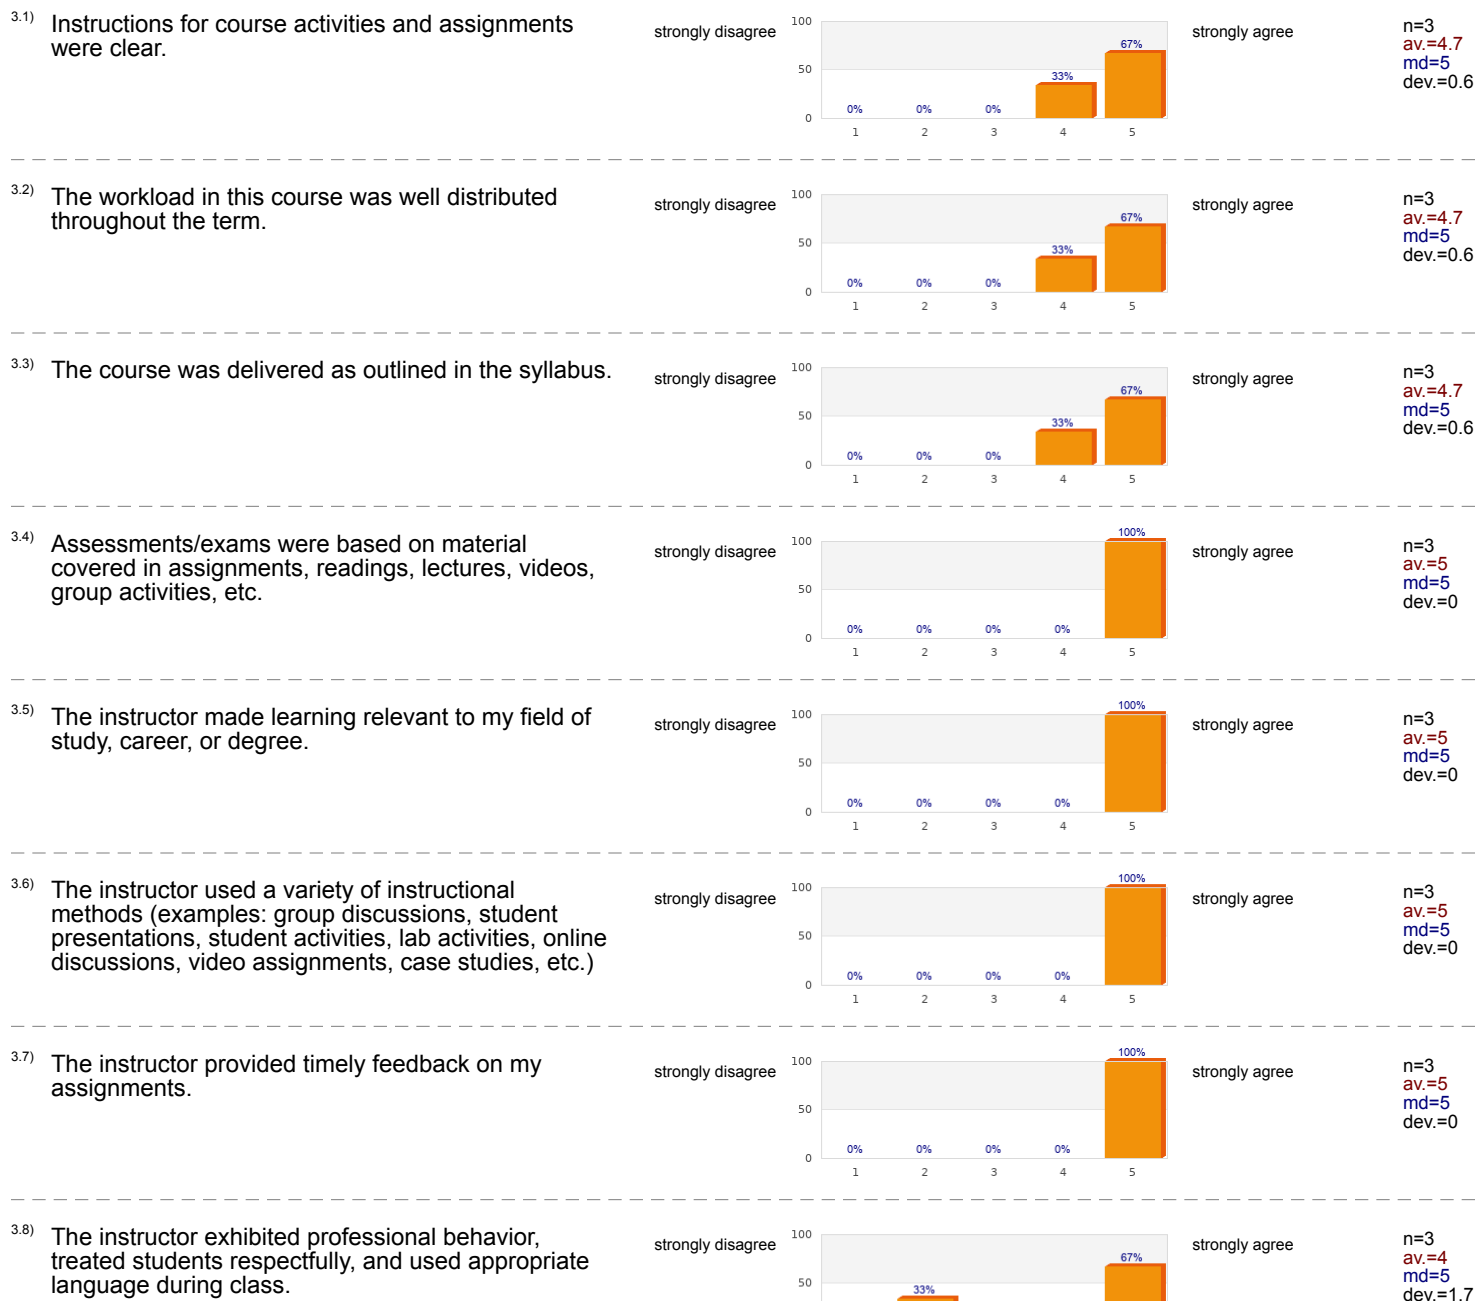 3.1) Instructions for course activities and assignments
were clear.
strongly disagree
100
50
0
0%
0%
0%
33%
67%
1 2 3 4 5
strongly agree
n=3
av.=4.7
md=5
dev.=0.6
3.2) The workload in this course was well distributed
throughout the term.
strongly disagree
100
50
0
0%
0%
0%
33%
67%
1 2 3 4 5
strongly agree
n=3
av.=4.7
md=5
dev.=0.6
3.3) The course was delivered as outlined in the syllabus.
strongly disagree
100
50
0
0%
0%
0%
33%
67%
1 2 3 4 5
strongly agree
n=3
av.=4.7
md=5
dev.=0.6
3.4) Assessments/exams were based on material
covered in assignments, readings, lectures, videos,
group activities, etc.
strongly disagree
100
50
0
0%
0%
0%
0%
100%
1 2 3 4 5
strongly agree
n=3
av.=5
md=5
dev.=0
3.5) The instructor made learning relevant to my field of
study, career, or degree.
strongly disagree
100
50
0
0%
0%
0%
0%
100%
1 2 3 4 5
strongly agree
n=3
av.=5
md=5
dev.=0
3.6) The instructor used a variety of instructional
methods (examples: group discussions, student
presentations, student activities, lab activities, online
discussions, video assignments, case studies, etc.)
strongly disagree
100
50
0
0%
0%
0%
0%
100%
1 2 3 4 5
strongly agree
n=3
av.=5
md=5
dev.=0
3.7) The instructor provided timely feedback on my
assignments.
strongly disagree
100
50
0
0%
0%
0%
0%
100%
1 2 3 4 5
strongly agree
n=3
av.=5
md=5
dev.=0
3.8) The instructor exhibited professional behavior,
treated students respectfully, and used appropriate
language during class.
strongly disagree
100
50
33%
67%
strongly agree
n=3
av.=4
md=5
dev.=1.7